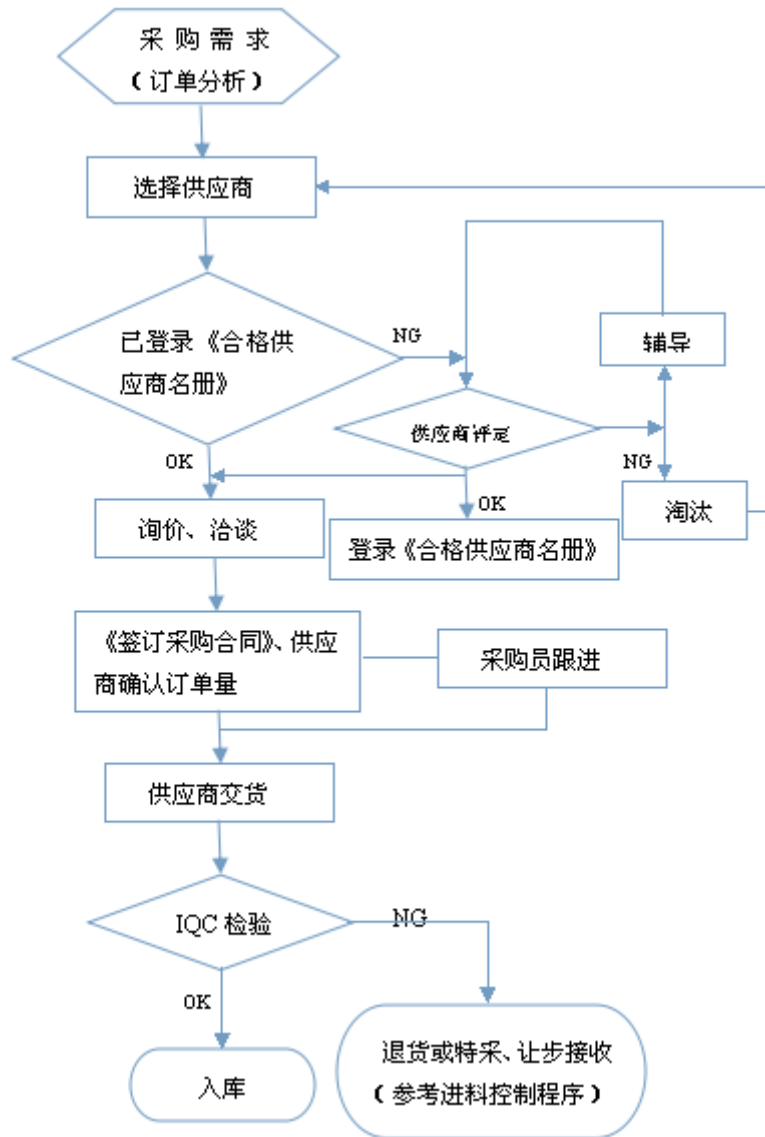 采 购 需 求
（订单分析）
选择供应商
已登录《合格供
应商名册》
NG
辅导
供应商评定
OK
NG
OK
淘汰
询价、洽谈
登录《合格供应商名册》
《签订采购合同》、供应
商确认订单量
采购员跟进
供应商交货
IQC 检验
NG
OK
退货或特采、让步接收
（参考进料控制程序）
入库